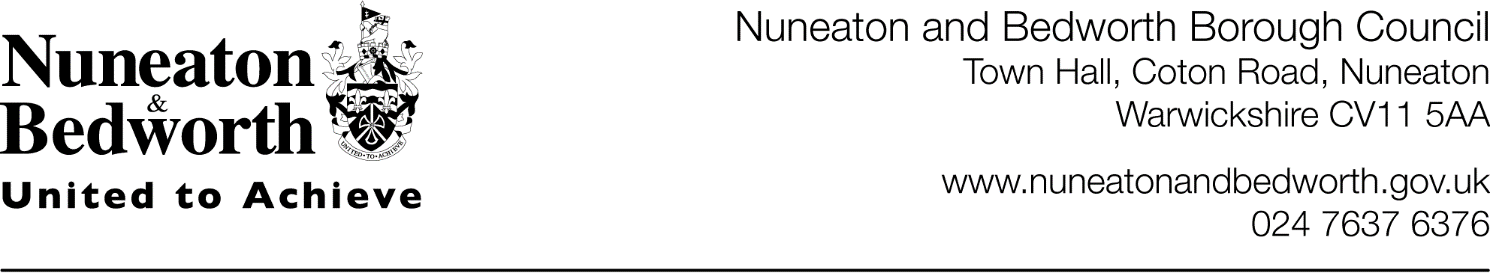 Nuneaton
&
Bedworth
UNITED · TO · ACHIEVE
United to Achieve
Nuneaton and Bedworth Borough Council
Town Hall, Coton Road, Nuneaton
Warwickshire CV11 5AA
www.nuneatonandbedworth.gov.uk
024 7637 6376